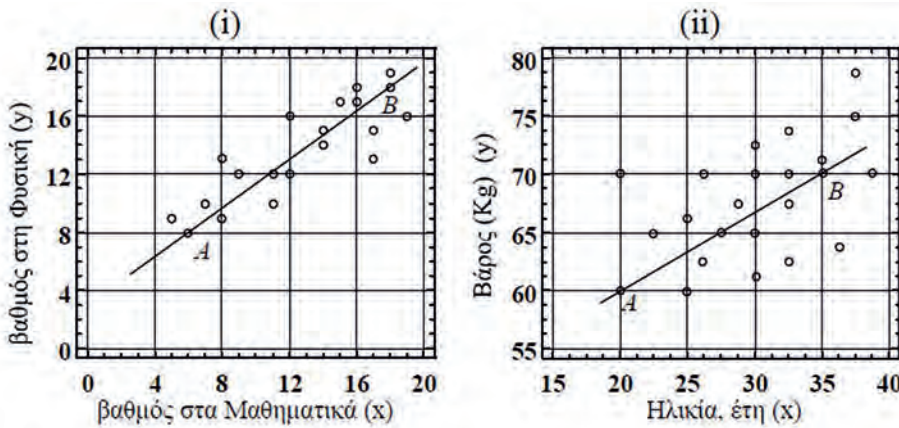 (i)
βαθμός στη Φυσική (y)
20
16
12
8
4
0
A
B
0 4 8 12 16 20
βαθμός στα Μαθηματικά (x)
(ii)
Βάρος (Kg) (y)
80
75
70
65
60
55
A
B
15 20 25 30 35 40
Ηλικία, έτη (x)